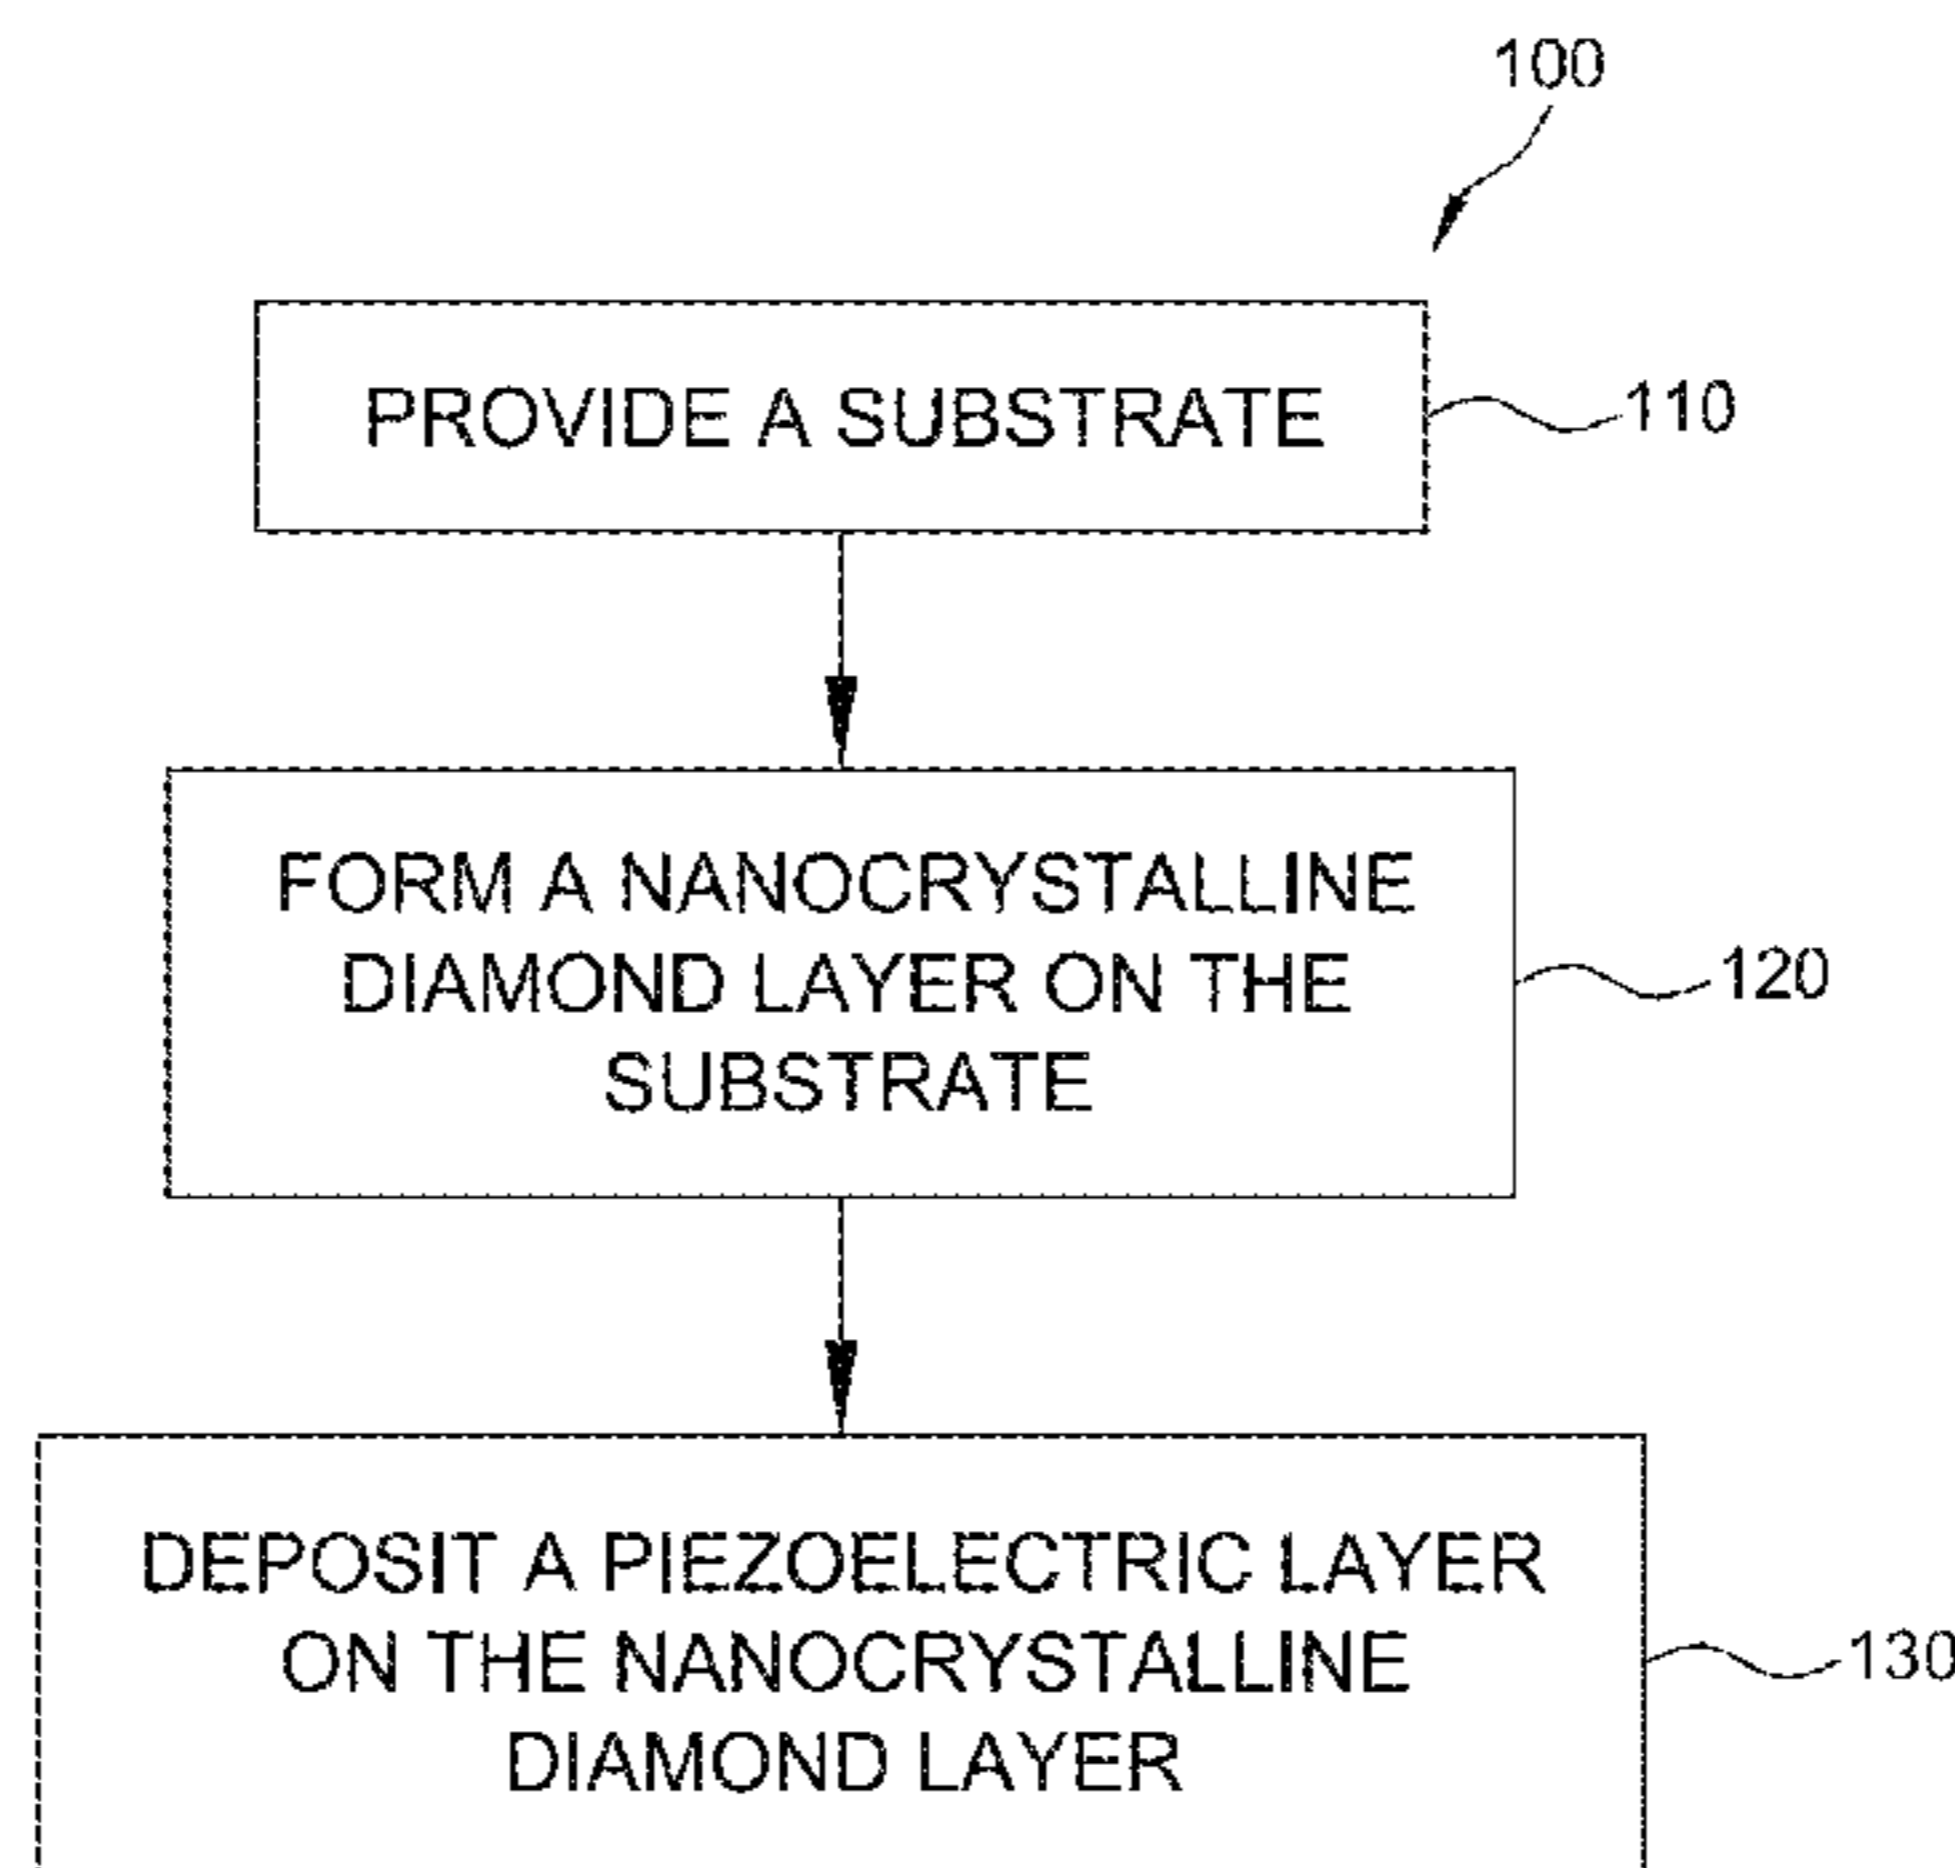 100
PROVIDE A SUBSTRATE
110
FORM A NANOCRYSTALLINE
DIAMOND LAYER ON THE
SUBSTRATE
120
DEPOSIT A PIEZOELECTRIC LAYER
ON THE NANOCRYSTALLINE
DIAMOND LAYER
130